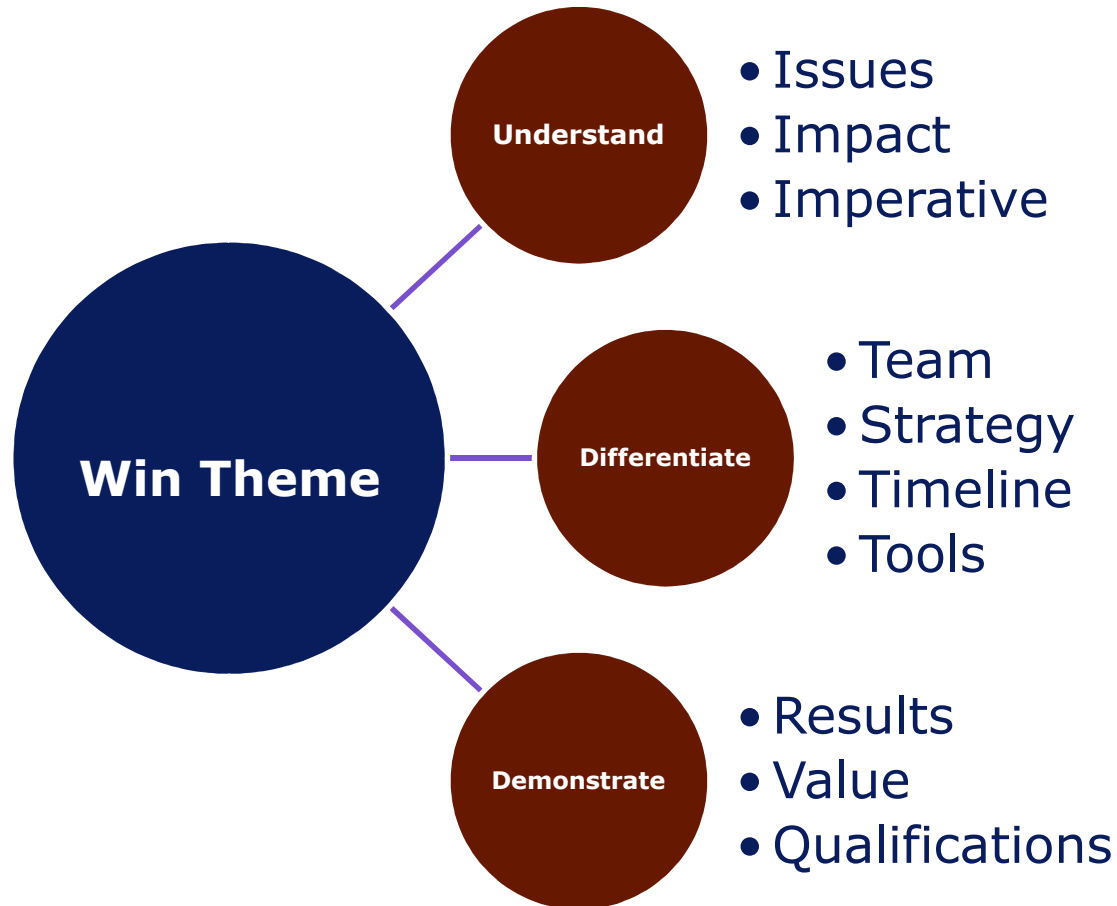 Understand
• Issues
• Impact
• Imperative
Win Theme
Differentiate
• Team
• Strategy
• Timeline
• Tools
Demonstrate
• Results
• Value
• Qualifications